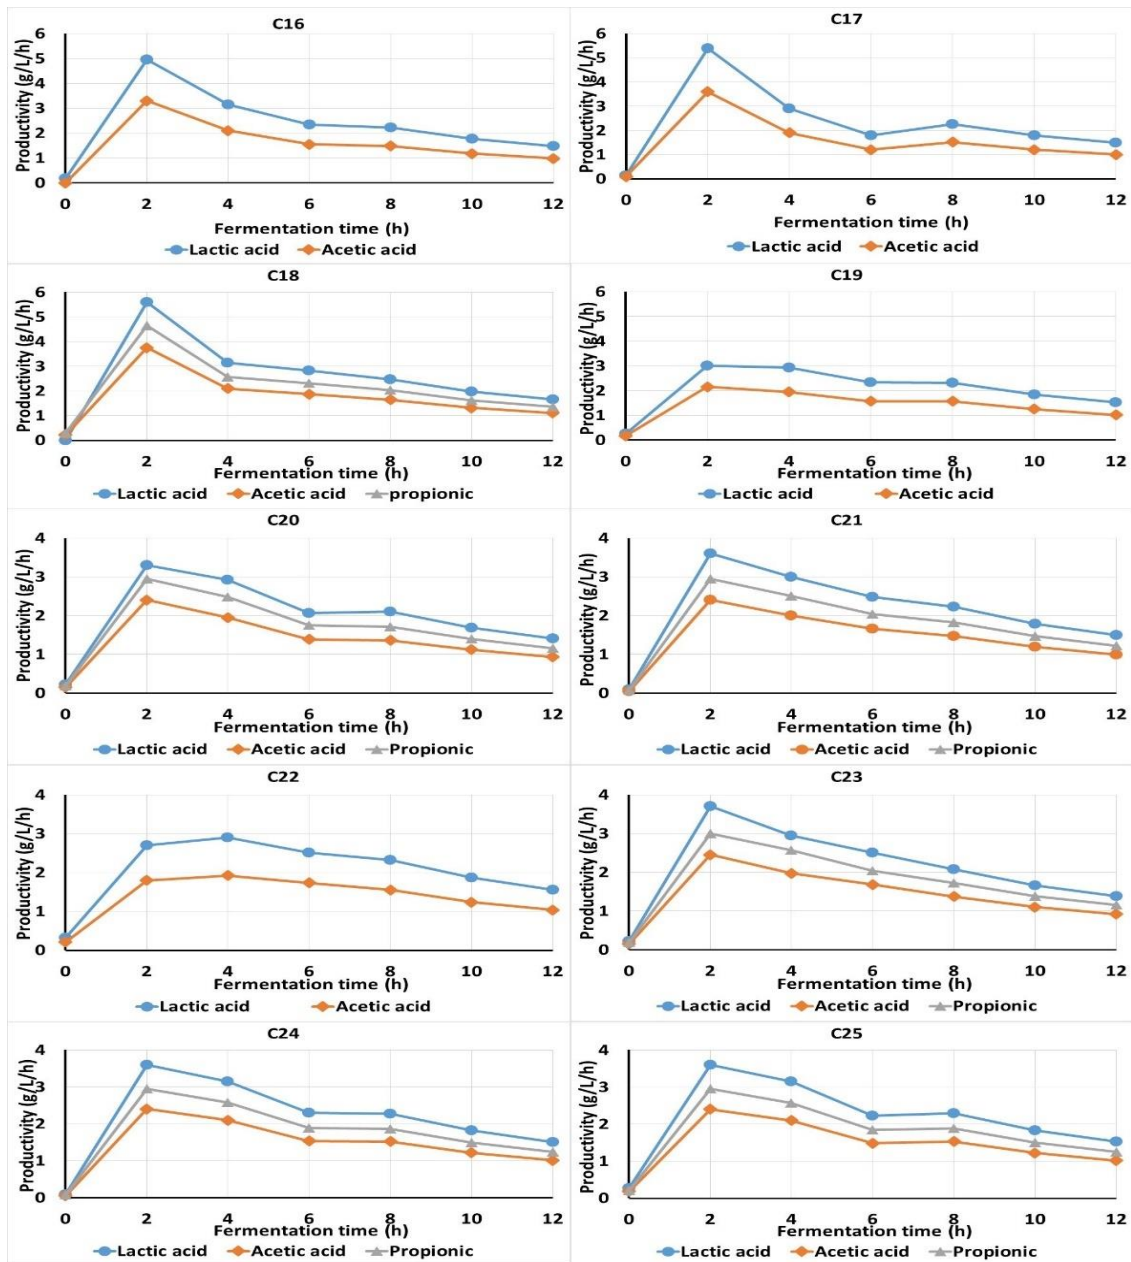 C16
Productivity (g/L/h)
6
5
4
3
2
1
0
0 2 4 6 8 10 12
Fermentation time (h)
Lactic acid Acetic acid
C17
Productivity (g/L/h)
6
5
4
3
2
1
0
0 2 4 6 8 10 12
Fermentation time (h)
Lactic acid Acetic acid
C18
Productivity (g/L/h)
6
5
4
3
2
1
0
0 2 4 6 8 10 12
Fermentation time (h)
Lactic acid Acetic acid propionic
C19
Productivity (g/L/h)
6
5
4
3
2
1
0
0 2 4 6 8 10 12
Fermentation time (h)
Lactic acid Acetic acid
C20
Productivity (g/L/h)
4
3
2
1
0
0 2 4 6 8 10 12
Fermentation time (h)
Lactic acid Acetic acid Propionic
C21
Productivity (g/L/h)
4
3
2
1
0
0 2 4 6 8 10 12
Fermentation time (h)
Lactic acid Acetic acid Propionic
C22
Productivity (g/L/h)
4
3
2
1
0
0 2 4 6 8 10 12
Fermentation time (h)
Lactic acid Acetic acid
C23
Productivity (g/L/h)
4
3
2
1
0
0 2 4 6 8 10 12
Fermentation time (h)
Lactic acid Acetic acid Propionic
C24
Productivity (g/L/h)
4
3
2
1
0
0 2 4 6 8 10 12
Fermentation time (h)
Lactic acid Acetic acid Propionic
C25
Productivity (g/L/h)
4
3
2
1
0
0 2 4 6 8 10 12
Fermentation time (h)
Lactic acid Acetic acid Propionic